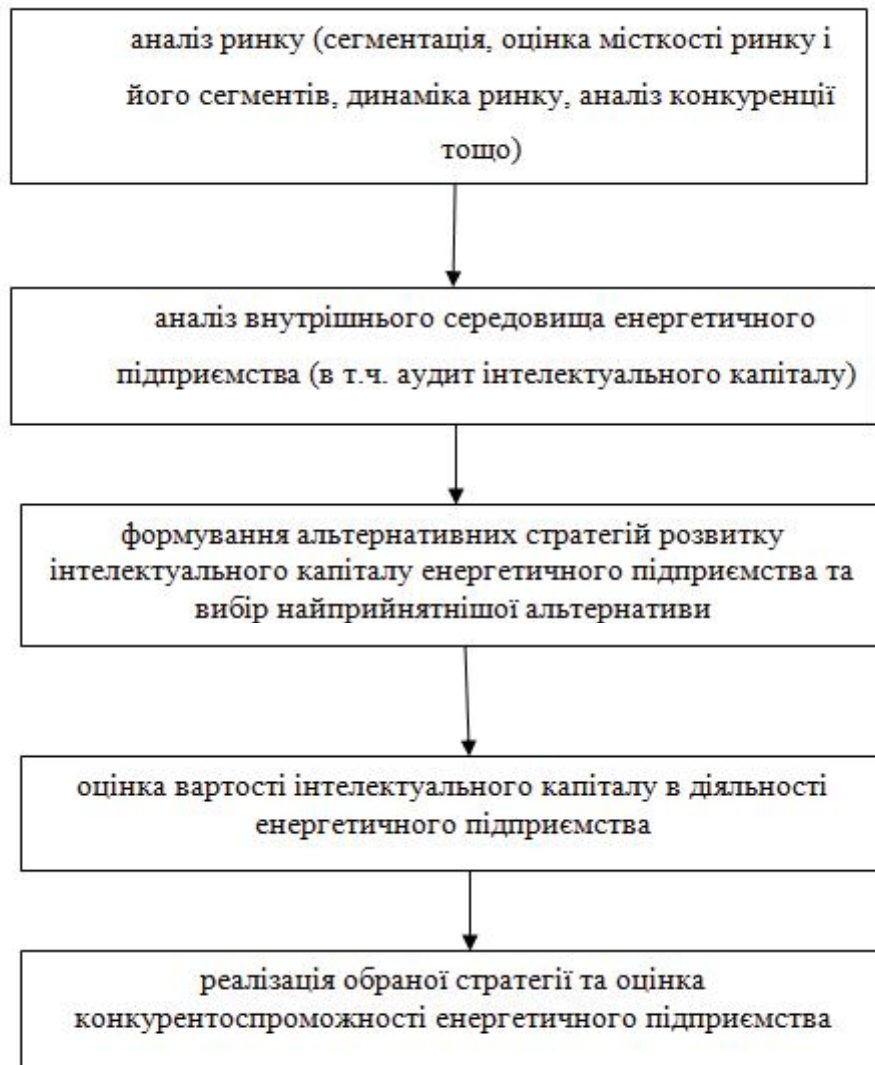 аналіз ринку (сегментація, оцінка місткості ринку і
його сегментів, динаміка ринку, аналіз конкуренції
тощо)
аналіз внутрішнього середовища енергетичного
підприємства (в т.ч. аудит інтелектуального капіталу)
формування альтернативних стратегій розвитку
інтелектуального капіталу енергетичного підприємства та
вибір найприйнятнішої альтернативи
оцінка вартості інтелектуального капіталу в діяльності
енергетичного підприємства
реалізація обраної стратегії та оцінка
конкурентоспроможності енергетичного підприємства